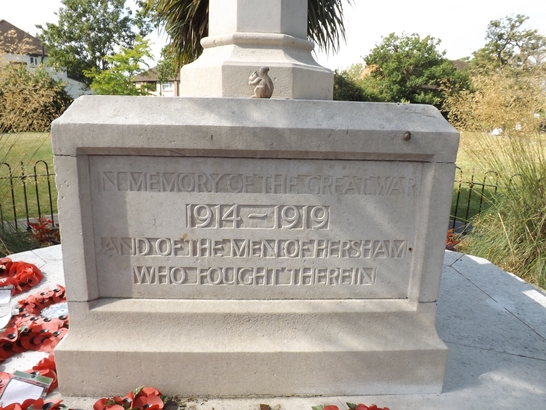 IN MEMORY OF THE GREAT WAR
1914~1919
AND OF THE MEN OF HERSHAM
WHO FOUGHT THEREIN